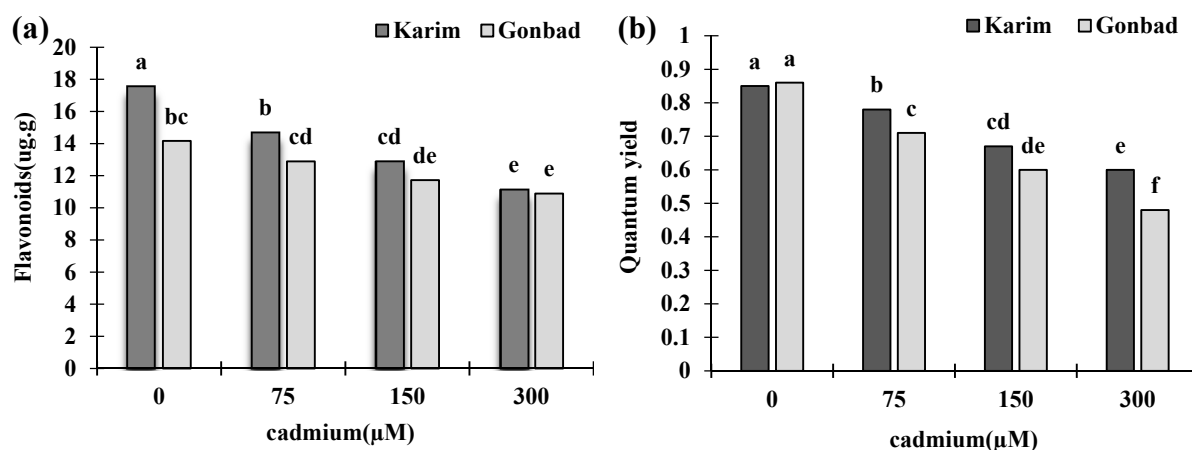 (a)
Karim Gonbad
20
18
16
14
12
10
8
6
4
2
0
Flavonoids(ug.g)
a
bc
b
cd
cd
de
e e
0 75 150 300
cadmium(µM)
(b)
Karim Gonbad
1
0.9
0.8
0.7
0.6
0.5
0.4
0.3
0.2
0.1
0
Quantum yield
a a
b
c
cd
de
e
f
0 75 150 300
cadmium(µM)